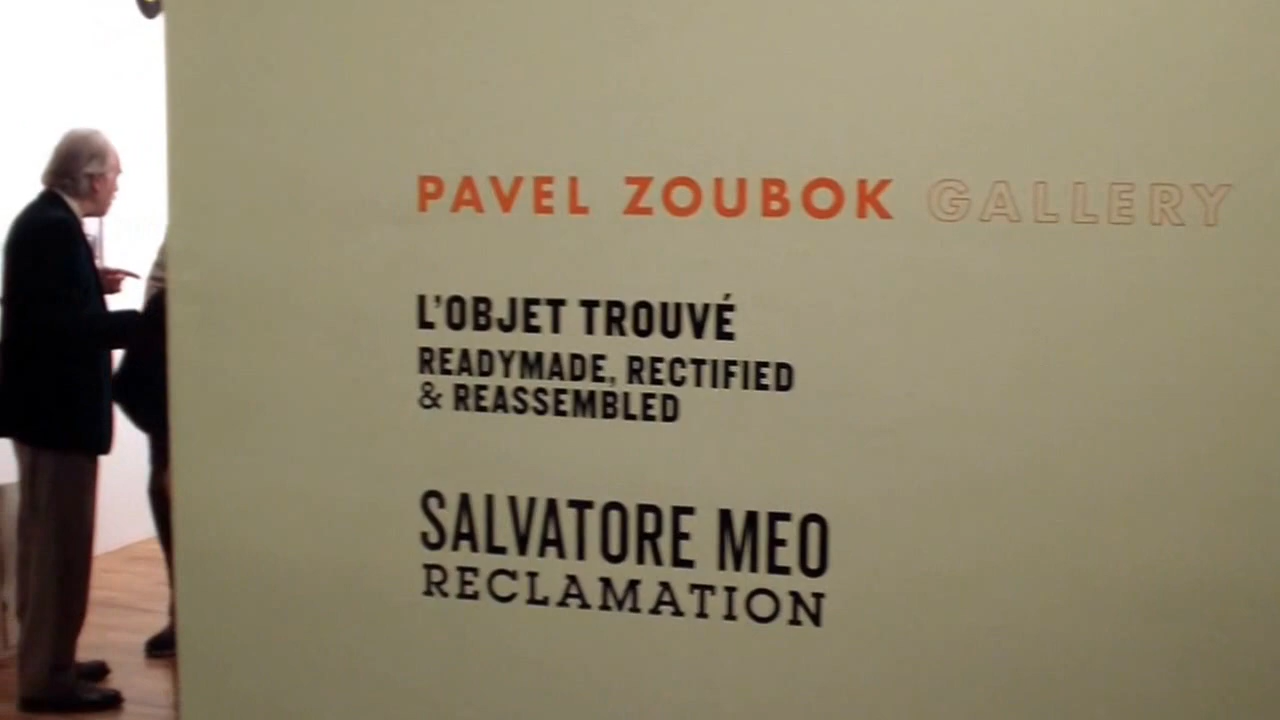 PAVEL ZOUBOK GALLERY
L'OBJET TROUVÉ
READYMADE, RECTIFIED
& REASSEMBLED
SALVATORE MEO
RECLAMATION